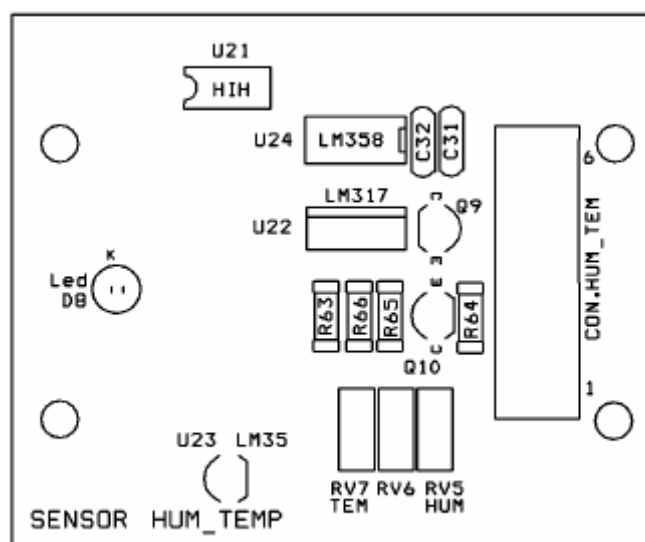 U21
HIH
U24
LM358
C32
C31
6
LM317
C
Q9
U22
E
K
Led
D8
E
R63
R66
R65
R64
C
Q10
CON.HUM_TEM
1
U23 LM35
RV7 RV6 RV5
TEM HUM
SENSOR HUM_TEMP